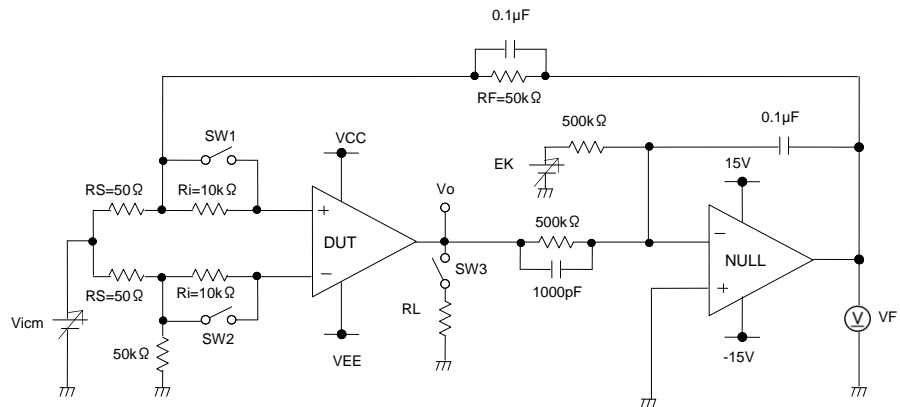 0.1μF
RF=50kΩ
500kΩ
0.1μF
SW1
VCC
EK
15V
RS=50Ω
Ri=10kΩ
Vo
+
DUT
−
500kΩ
−
NULL
+
SW3
RS=50Ω
Ri=10kΩ
1000pF
Vicm
SW2
RL
V
VF
50kΩ
VEE
-15V